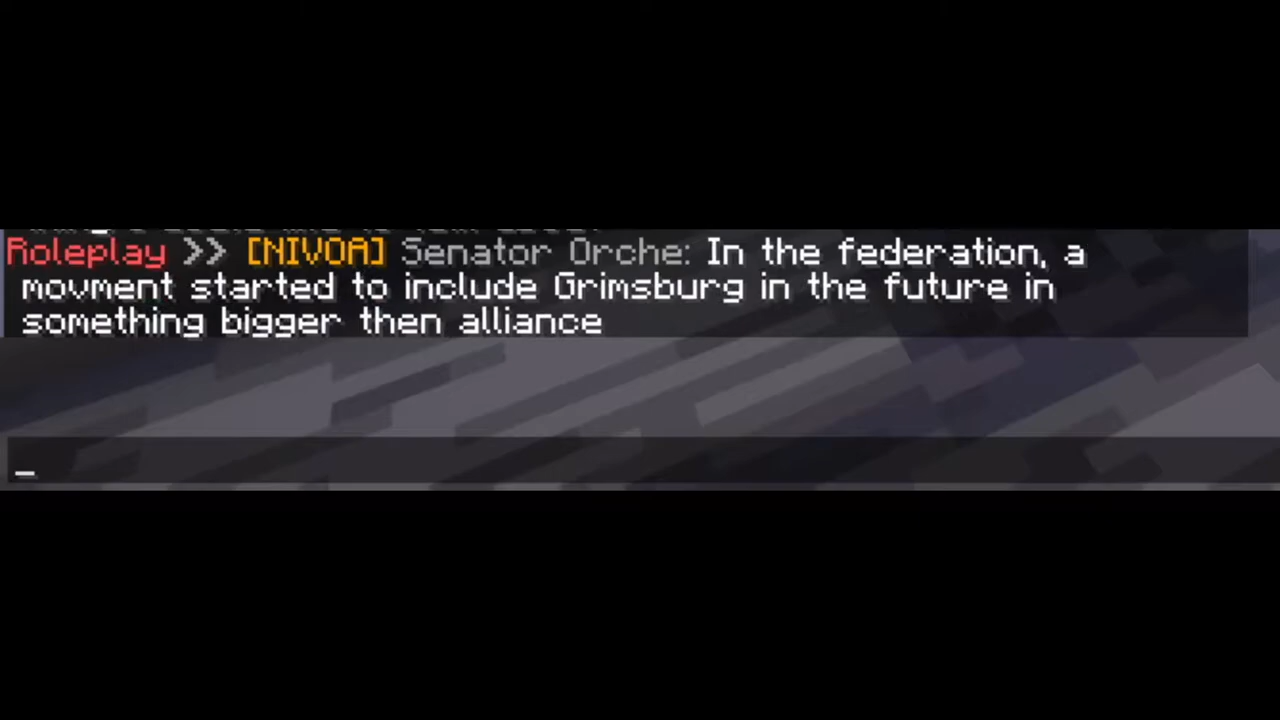 Roleplay >> [NIVOA] Senator Orche: In the federation, a
movment started to include Grimsburg in the future in
something bigger then alliance
_